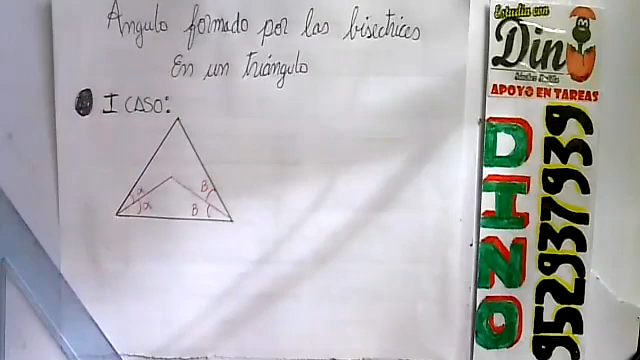 Angulo formado por las bisectrices
En un triángulo
I CASO:
α
α
B
B
Estudia con
Dino
APOYO EN TAREAS
DINO
952937939